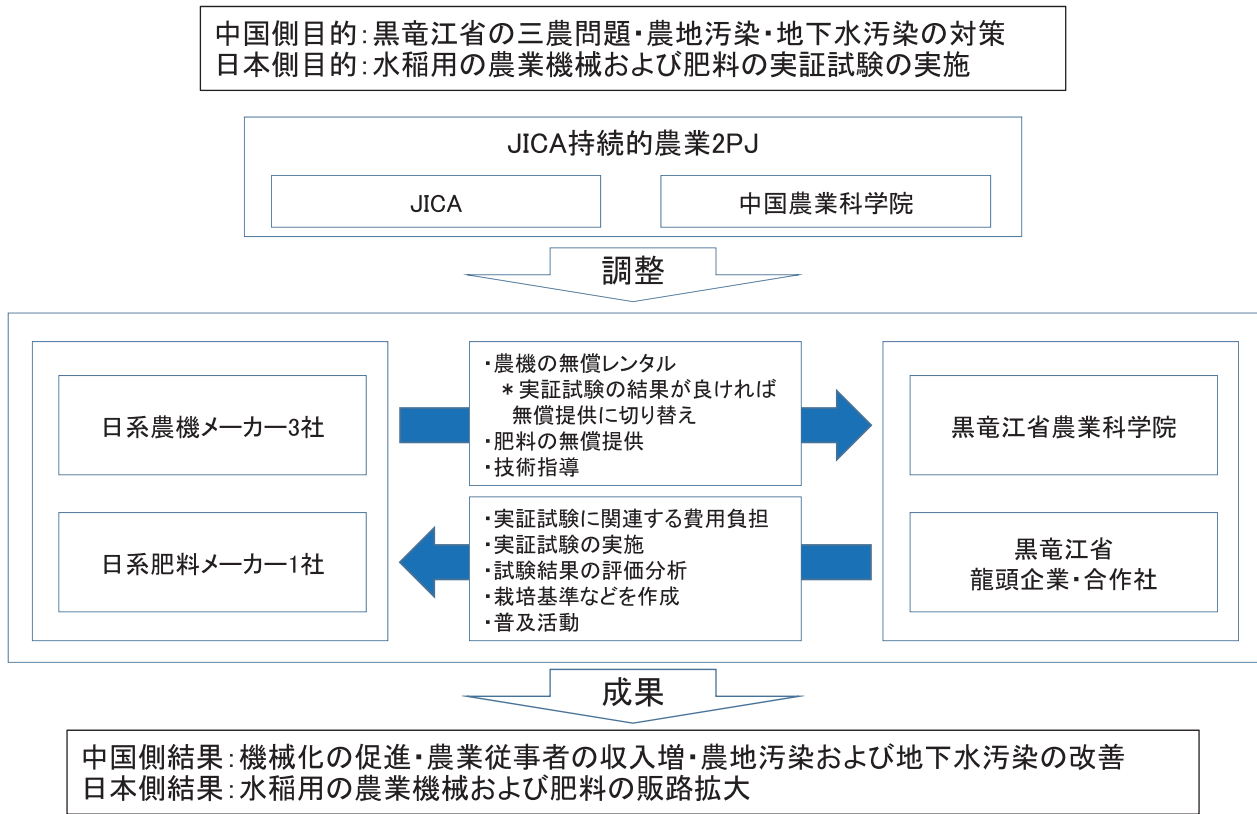 中国側目的：黒竜江省の三農問題・農地汚染・地下水汚染の対策
日本側目的：水稲用の農業機械および肥料の実証試験の実施
JICA持続的農業2PJ
JICA
中国農業科学院
調整
日系農機メーカー3社
日系肥料メーカー1社
・農機の無償レンタル
＊実証試験の結果が良ければ
無償提供に切り替え
・肥料の無償提供
・技術指導
・実証試験に関連する費用負担
・実証試験の実施
・試験結果の評価分析
・栽培基準などを作成
・普及活動
黒竜江省農業科学院
黒竜江省
龍頭企業・合作社
成果
中国側結果：機械化の促進・農業従事者の収入増・農地汚染および地下水汚染の改善
日本側結果：水稲用の農業機械および肥料の販路拡大